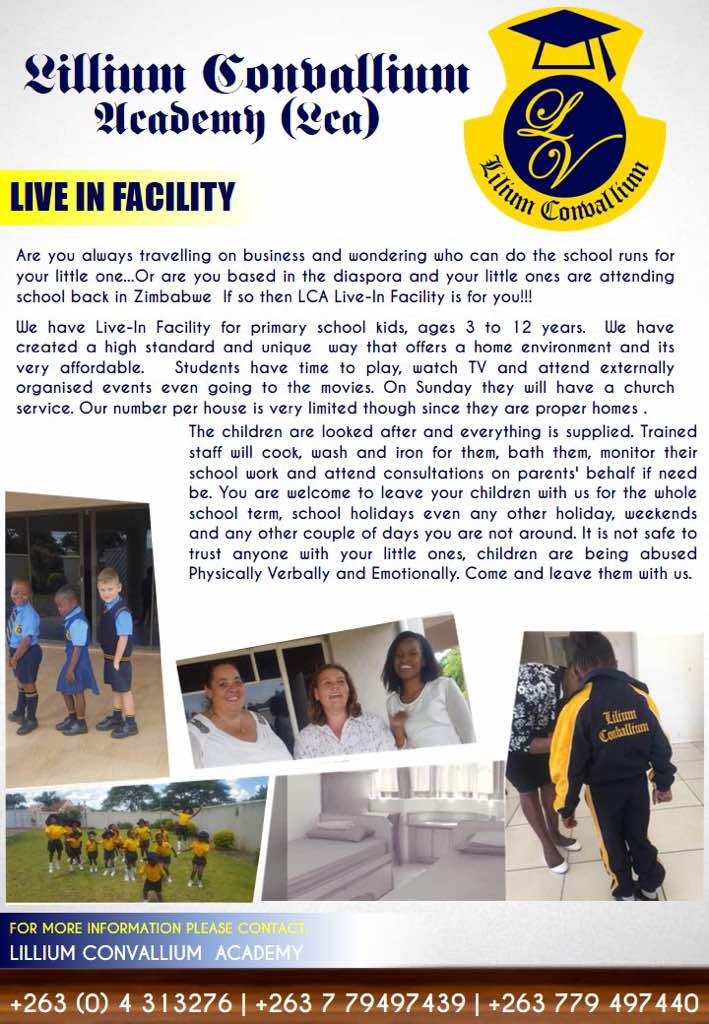 Lillium Convallium
Academy (Lca)
L V
Lilium Convallium
LIVE IN FACILITY
Are you always travelling on business and wondering who can do the school runs for
your little one...Or are you based in the diaspora and your little ones are attending
school back in Zimbabwe If so then LCA Live-In Facility is for you!!!
We have Live-In Facility for primary school kids, ages 3 to 12 years. We have
created a high standard and unique way that offers a home environment and its
very affordable. Students have time to play, watch TV and attend externally
organised events even going to the movies. On Sunday they will have a church
service. Our number per house is very limited though since they are proper homes .
The children are looked after and everything is supplied. Trained
staff will cook, wash and iron for them, bath them, monitor their
school work and attend consultations on parents' behalf if need
be. You are welcome to leave your children with us for the whole
school term, school holidays even any other holiday, weekends
and any other couple of days you are not around. It is not safe to
trust anyone with your little ones, children are being abused
Physically Verbally and Emotionally. Come and leave them with us.
Lilium
Convallium
FOR MORE INFORMATION PLEASE CONTACT:
LILLIUM CONVALLIUM ACADEMY
+263 (0) 4 313276 | +263 7 79497439 | +263 779 497440